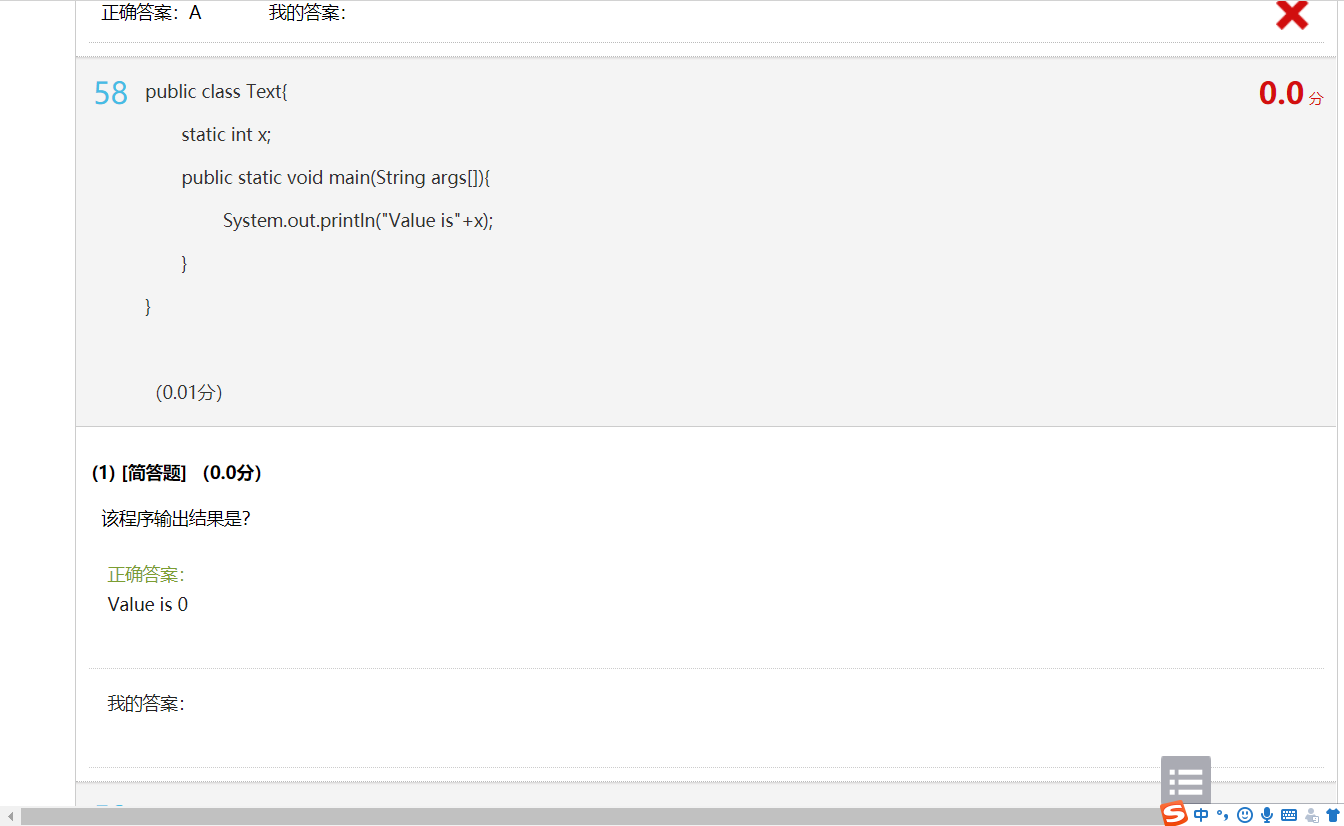 正确答案：A 我的答案：
58 public class Text{ 0.0 分
static int x;
public static void main(String args[]){
System.out.println("Value is"+x);
}
}
(0.01分)
(1) [简答题] (0.0分)
该程序输出结果是？
正确答案：
Value is 0
我的答案：
中